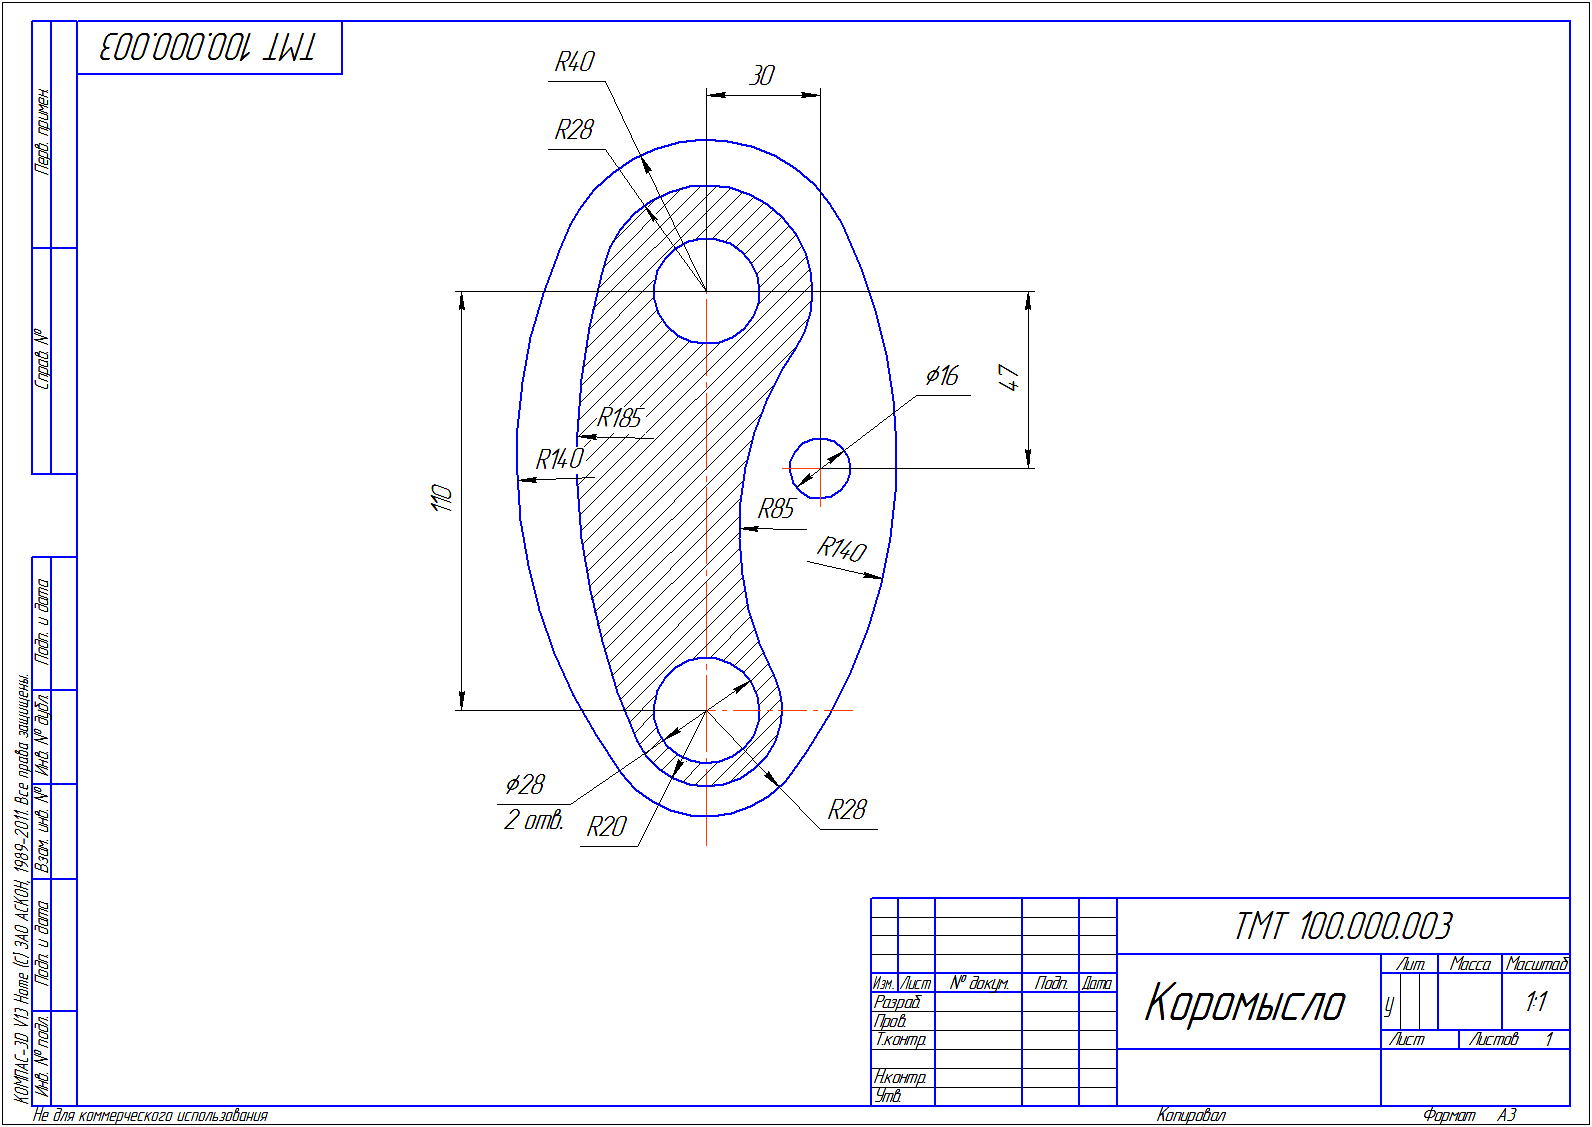 ТМТ 100.000.003
Перв. примен.
Справ. №
Подп. и дата
Инв. № дубл.
Взам. инв. №
Подп. и дата
Инв. № подл.
КОМПАС-3D V13 Home (C) ЗАО АСКОН, 1989-2011. Все права защищены.
R40
30
R28
110
47
⌀16
R185
R140
R85
R140
⌀28
2 отв.
R20
R28
ТМТ 100.000.003
Лит. Масса Масштаб
Изм. Лист № докум. Подп. Дата
Разраб.
Пров.
Т.контр.
Н.контр.
Утв.
Коромысло
у 1:1
Лист Листов 1
Не для коммерческого использования
Копировал
Формат А3